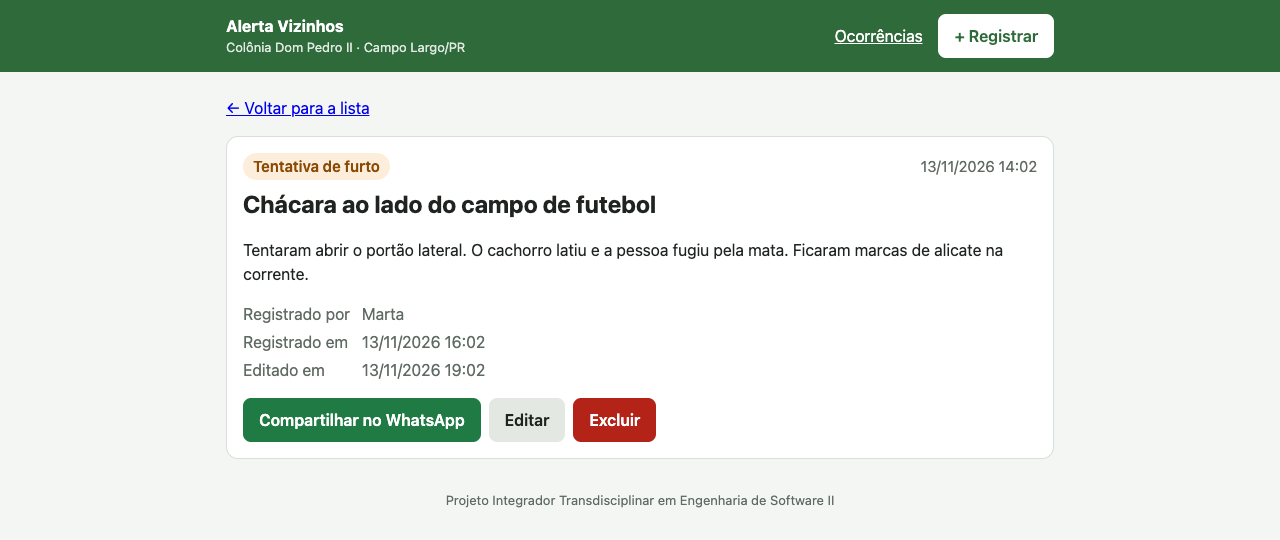 Alerta Vizinhos
Colônia Dom Pedro II · Campo Largo/PR
Ocorrências
+ Registrar
← Voltar para a lista
Tentativa de furto
13/11/2026 14:02
Chácara ao lado do campo de futebol
Tentaram abrir o portão lateral. O cachorro latiu e a pessoa fugiu pela mata. Ficaram marcas de alicate na
corrente.
Registrado por Marta
Registrado em 13/11/2026 16:02
Editado em 13/11/2026 19:02
Compartilhar no WhatsApp
Editar
Excluir
Projeto Integrador Transdisciplinar em Engenharia de Software II